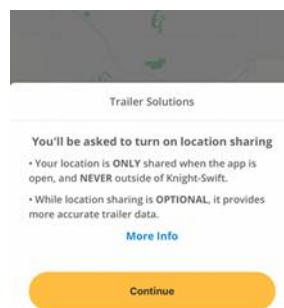 Trailer Solutions
You'll be asked to turn on location sharing
• Your location is ONLY shared when the app is
open, and NEVER outside of Knight-Swift.
• While location sharing is OPTIONAL, it provides
more accurate trailer data.
More Info
Continue